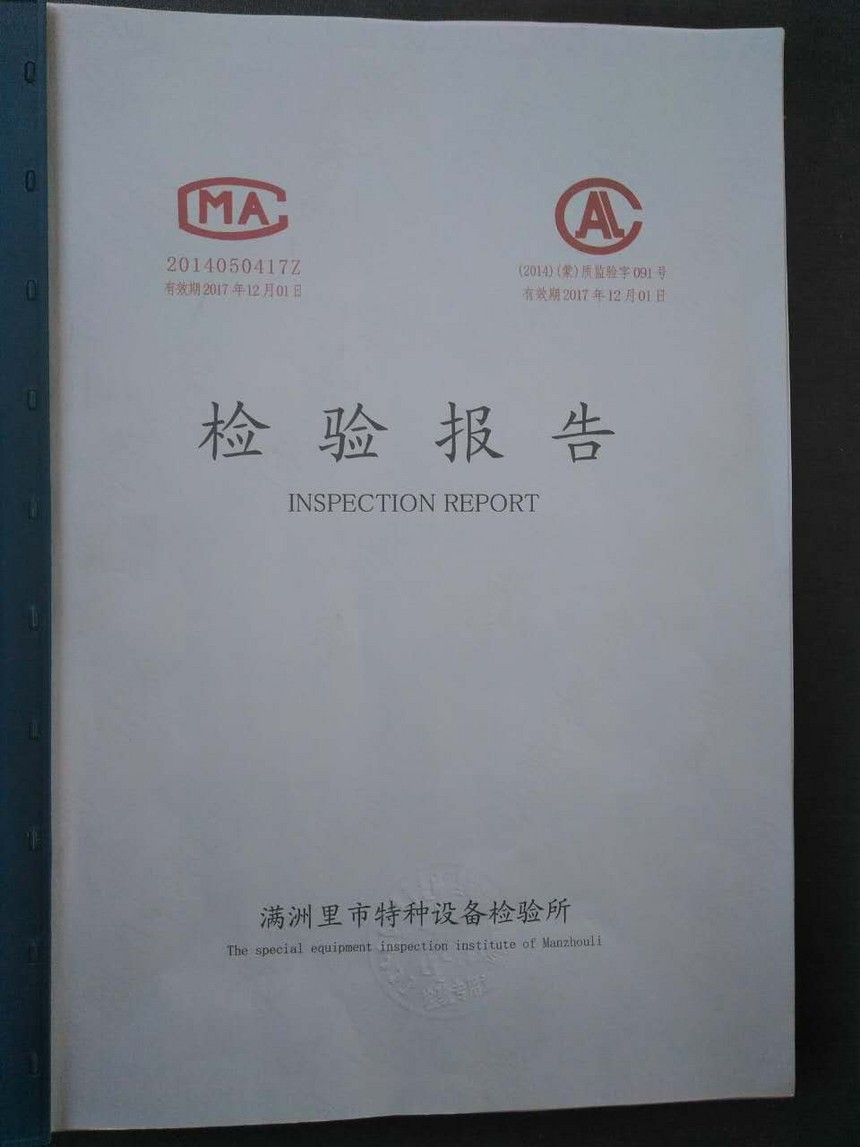 MA
2014050417Z
有效期2017年12月01日
CAL
(2014)(蒙)质监验字091号
有效期2017年12月01日
检验报告
INSPECTION REPORT
满洲里市特种设备检验所
The special equipment inspection institute of Manzhouli
专用